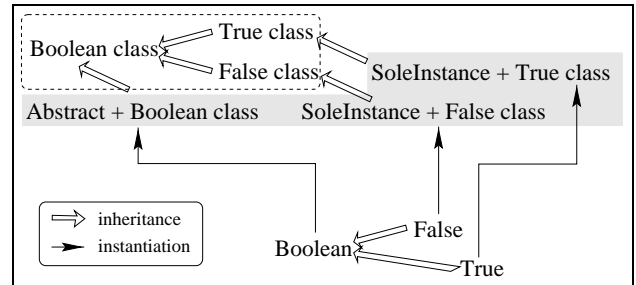 True class
Boolean class
False class
SoleInstance + True class
Abstract + Boolean class
SoleInstance + False class
inheritance
instantiation
False
Boolean
True